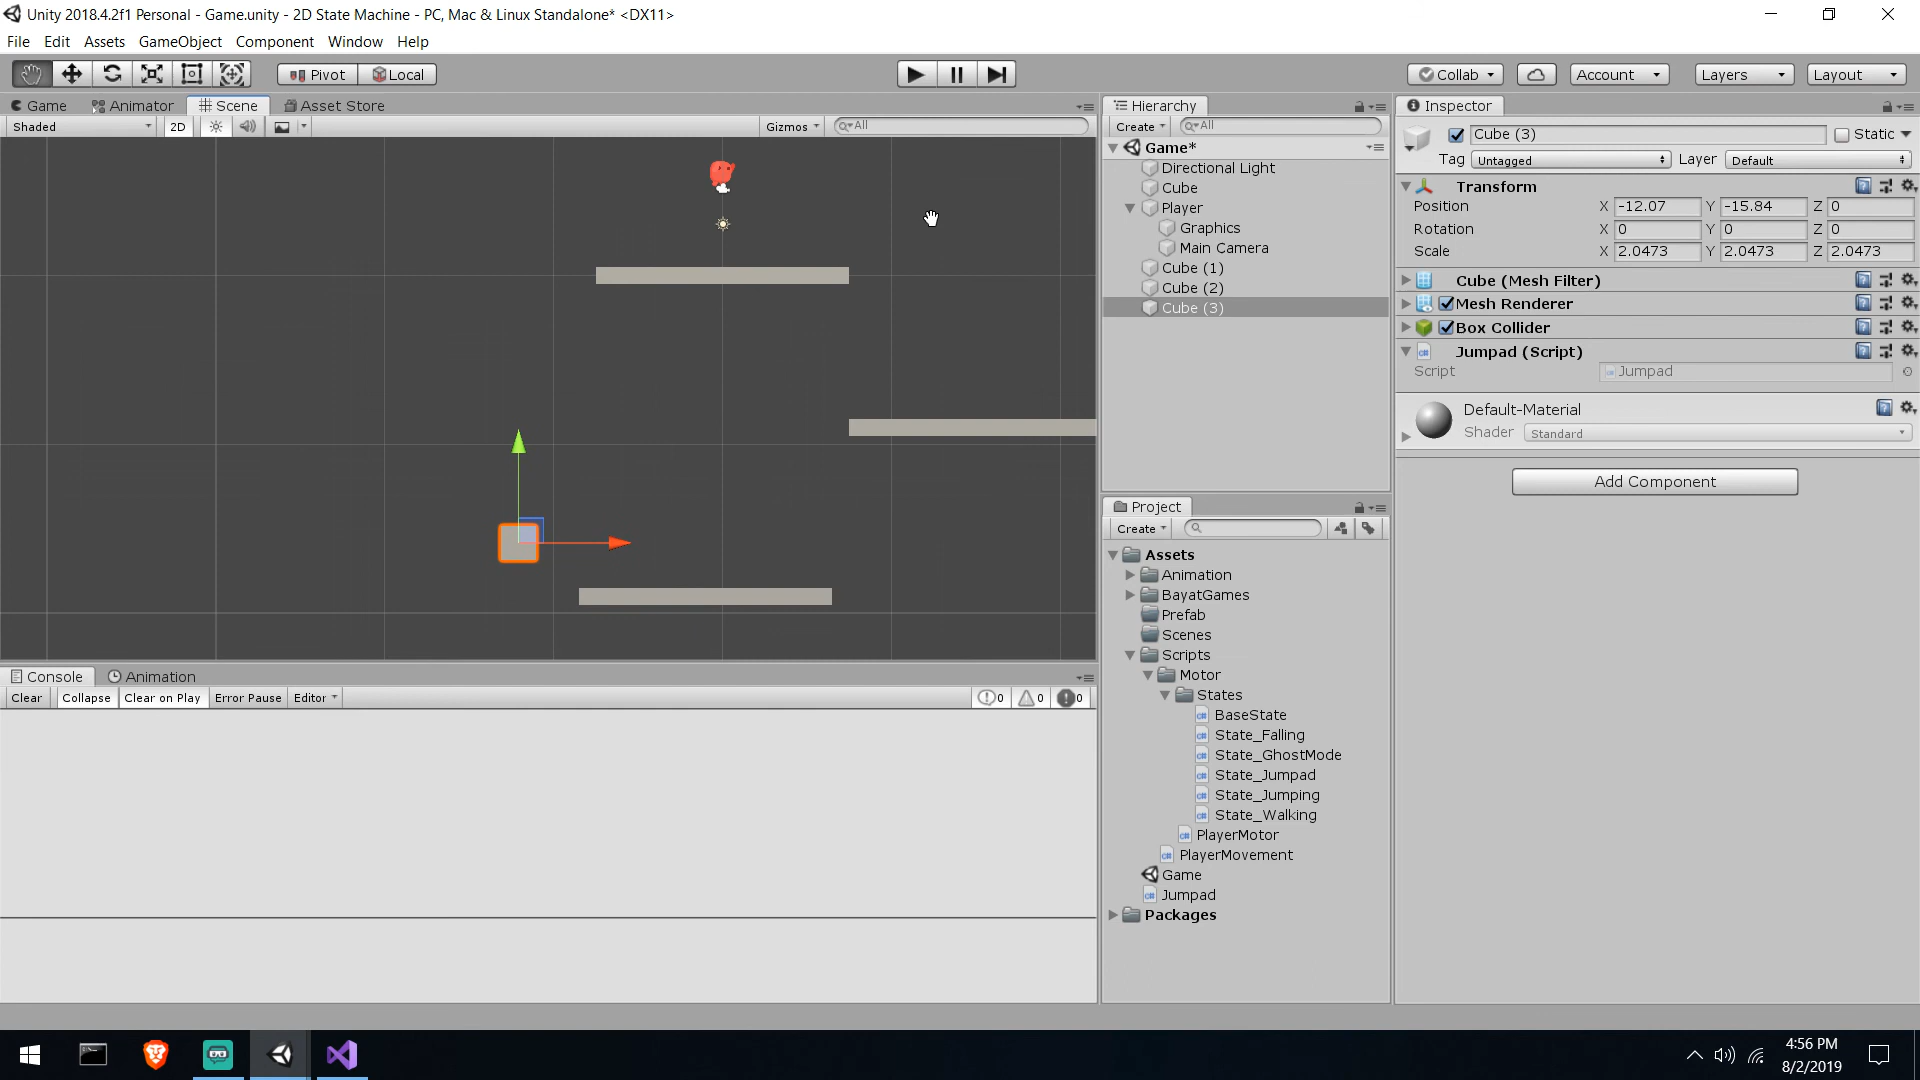 Unity 2018.4.2f1 Personal - Game.unity - 2D State Machine - PC, Mac & Linux Standalone* <DX11>
File Edit Assets GameObject Component Window Help
Pivot Local Collab Account Layers Layout
Game Animator Scene Asset Store
Shaded 2D Gizmos All
Hierarchy
Create All
Game*
Directional Light
Cube
Player
Graphics
Main Camera
Cube (1)
Cube (2)
Cube (3)
Project
Create
Assets
Animation
BayatGames
Prefab
Scenes
Scripts
Motor
States
BaseState
State_Falling
State_GhostMode
State_Jumpad
State_Jumping
State_Walking
PlayerMotor
PlayerMovement
Game
Jumpad
Packages
Inspector
Cube (3) Static
Tag Untagged Layer Default
Transform
Position X -12.07 Y -15.84 Z 0
Rotation X 0 Y 0 Z 0
Scale X 2.0473 Y 2.0473 Z 2.0473
Cube (Mesh Filter)
Mesh Renderer
Box Collider
Jumpad (Script)
Script Jumpad
Default-Material
Shader Standard
Add Component
Console Animation
Clear Collapse Clear on Play Error Pause Editor 0 0 0
4:56 PM
8/2/2019